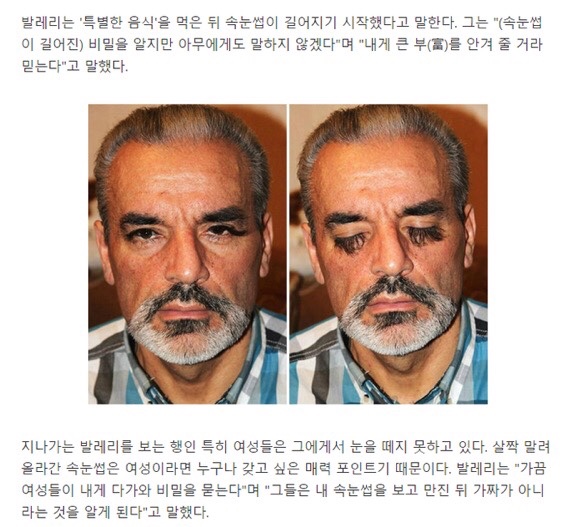 발레리는 '특별한 음식'을 먹은 뒤 속눈썹이 길어지기 시작했다고 말한다. 그는 "(속눈썹
이 길어진) 비밀을 알지만 아무에게도 말하지 않겠다"며 "내게 큰 부(富)를 안겨 줄 거라
믿는다"고 말했다.
지나가는 발레리를 보는 행인 특히 여성들은 그에게서 눈을 떼지 못하고 있다. 살짝 말려
올라간 속눈썹은 여성이라면 누구나 갖고 싶은 매력 포인트기 때문이다. 발레리는 "가끔
여성들이 내게 다가와 비밀을 묻는다"며 "그들은 내 속눈썹을 보고 만진 뒤 가짜가 아니
라는 것을 알게 된다"고 말했다.